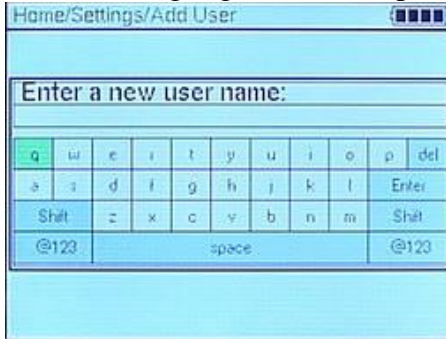 Home/Settings/Add User
Enter a new user name:
q w e r t y u i o p del
a s d f g h j k l Enter
Shift z x c v b n m Shift
@123 space @123